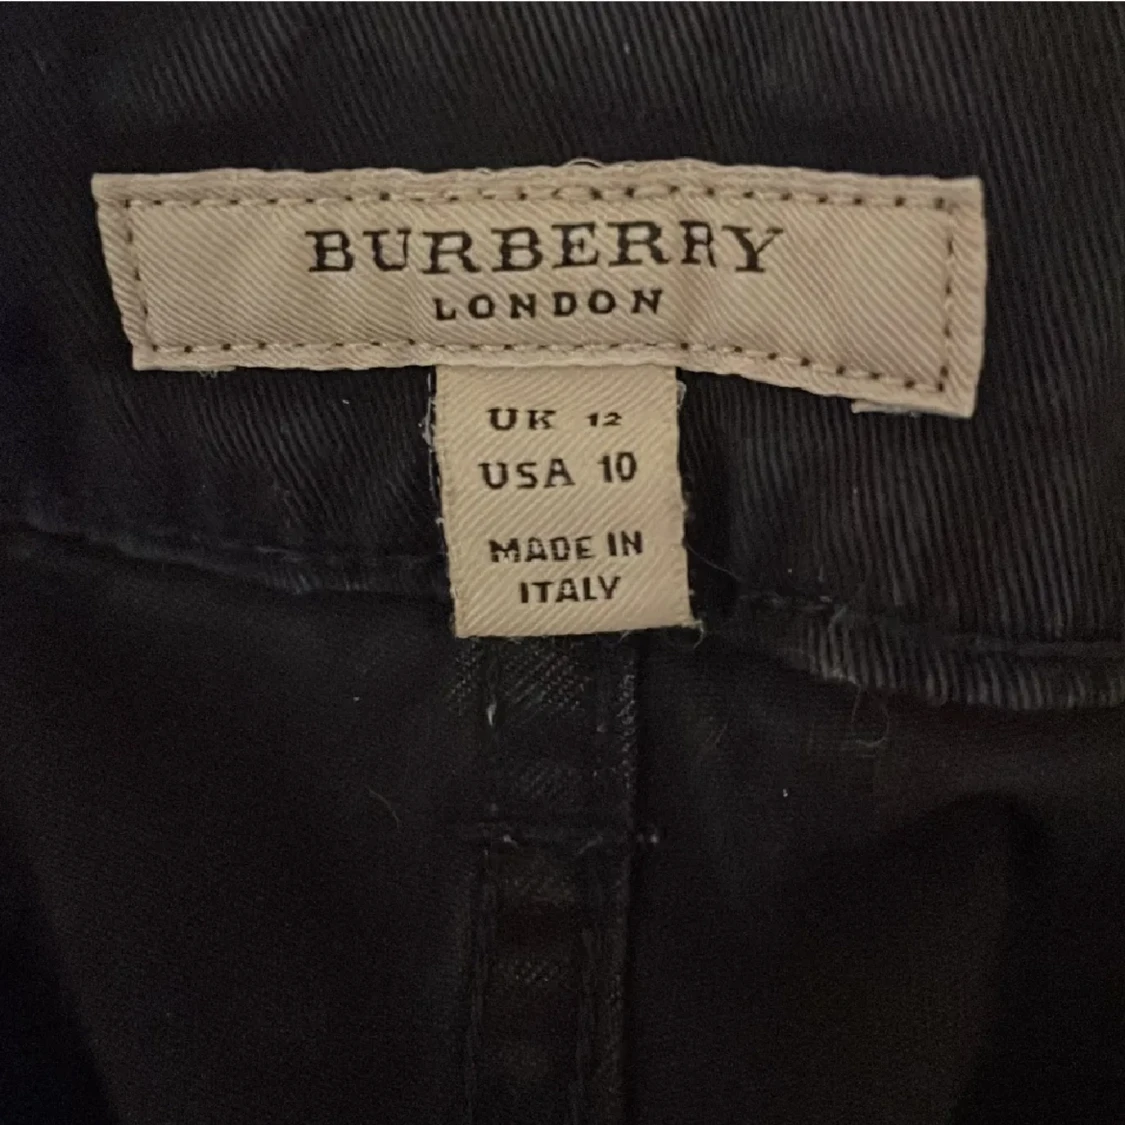 BURBERRY
LONDON
UK 12
USA 10
MADE IN
ITALY